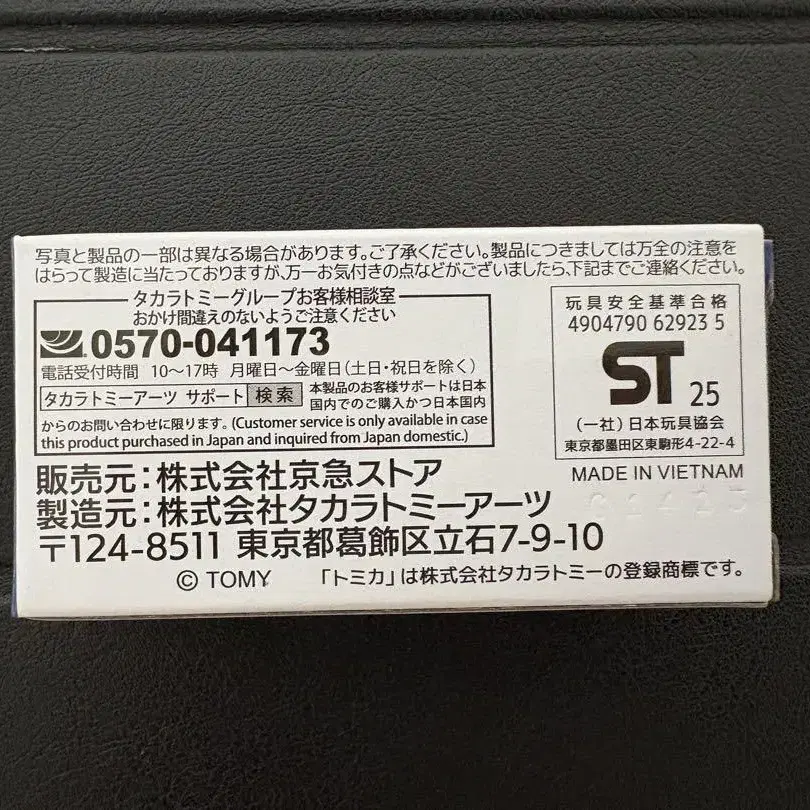 写真と製品の一部は異なる場合があります。ご了承ください。製品につきましては万全の注意を
はらって製造に当たっておりますが、万一お気付きの点などがございましたら、下記までご連絡ください。
タカラトミーグループお客様相談室
おかけ間違えのないようご注意ください
0570-041173
電話受付時間 10〜17時 月曜日〜金曜日(土日・祝日を除く)
タカラトミーアーツ サポート 検索
本製品のお客様サポートは日本
国内でのご購入かつ日本国内
からのお問い合わせに限ります。(Customer service is only available in case
this product purchased in Japan and inquired from Japan domestic.)
玩具安全基準合格
4904790 62923 5
ST 25
(一社)日本玩具協会
東京都墨田区東駒形4-22-4
MADE IN VIETNAM
販売元:株式会社京急ストア
製造元:株式会社タカラトミーアーツ
〒124-8511 東京都葛飾区立石7-9-10
© TOMY 「トミカ」は株式会社タカラトミーの登録商標です。